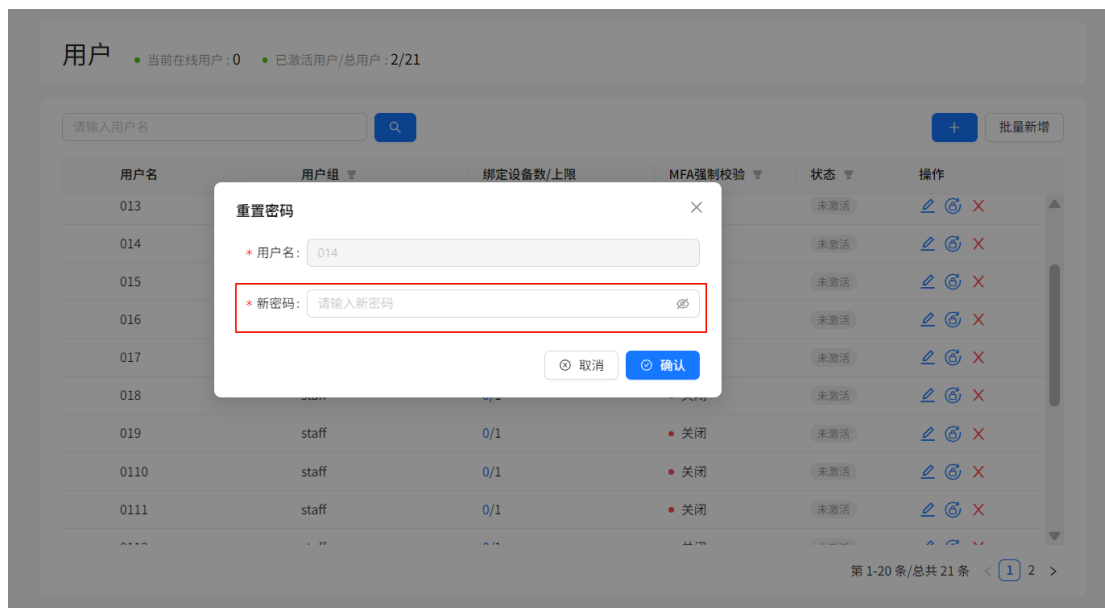 用户 当前在线用户 : 0 已激活用户/总用户 : 2/21
请输入用户名 批量新增
用户名 用户组 绑定设备数/上限 MFA强制校验 状态 操作
013 未激活
重置密码
014 未激活
* 用户名: 014
015 未激活
* 新密码: 请输入新密码
016 未激活
017 未激活
取消 确认
018 staff 0/1 关闭 未激活
019 staff 0/1 关闭 未激活
0110 staff 0/1 关闭 未激活
0111 staff 0/1 关闭 未激活
第 1-20 条/总共 21 条 < 1 2 >